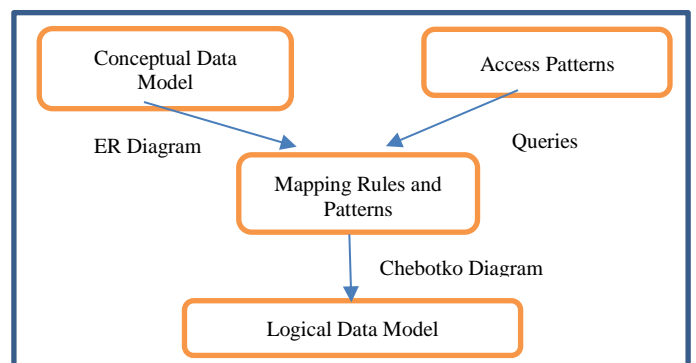 Conceptual Data
Model
Access Patterns
ER Diagram
Queries
Mapping Rules and
Patterns
Chebotko Diagram
Logical Data Model